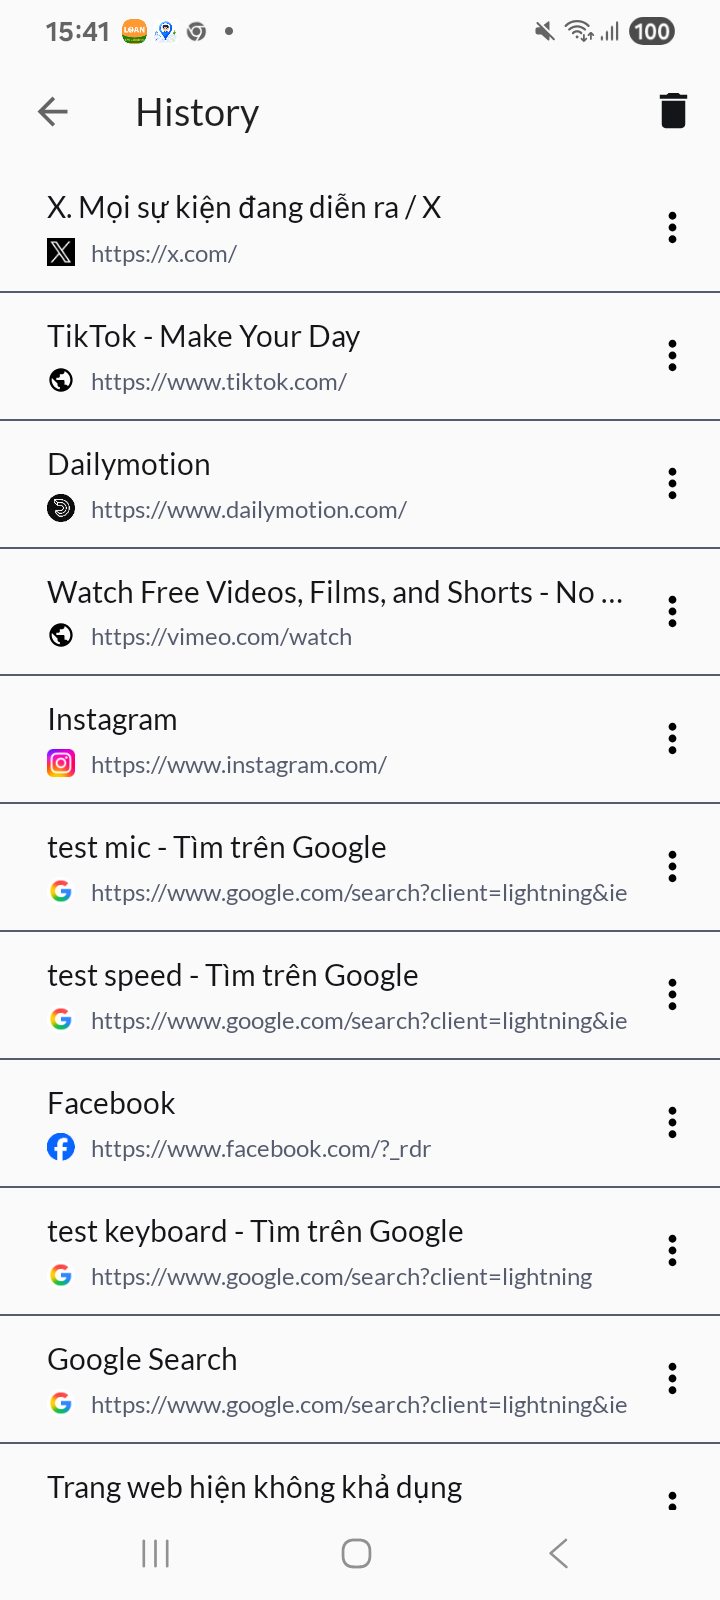 15:41
LOAN
100
History
X. Mọi sự kiện đang diễn ra / X
https://x.com/
TikTok - Make Your Day
https://www.tiktok.com/
Dailymotion
https://www.dailymotion.com/
Watch Free Videos, Films, and Shorts - No ...
https://vimeo.com/watch
Instagram
https://www.instagram.com/
test mic - Tìm trên Google
https://www.google.com/search?client=lightning&ie
test speed - Tìm trên Google
https://www.google.com/search?client=lightning&ie
Facebook
https://www.facebook.com/?_rdr
test keyboard - Tìm trên Google
https://www.google.com/search?client=lightning
Google Search
https://www.google.com/search?client=lightning&ie
Trang web hiện không khả dụng